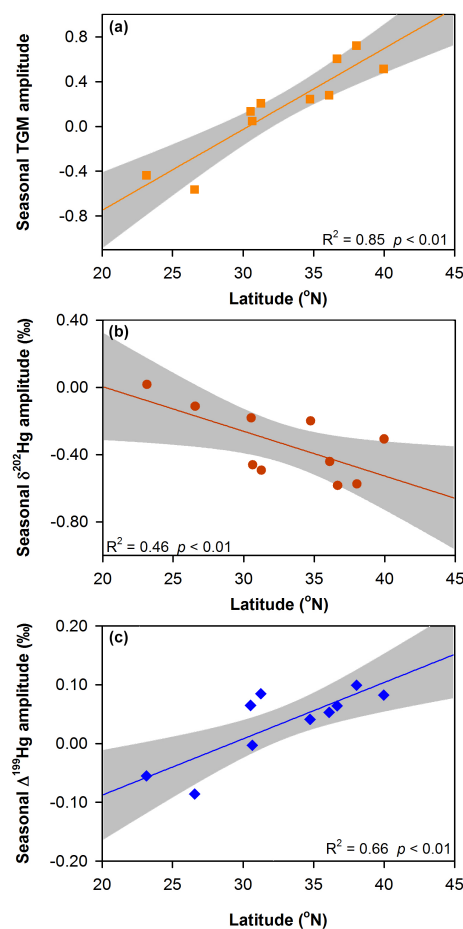 (a)
Seasonal TGM amplitude
0.8
0.4
0.0
-0.4
-0.8
R² = 0.85 p < 0.01
20 25 30 35 40 45
Latitude (°N)
(b)
Seasonal δ²⁰²Hg amplitude (‰)
0.40
0.00
-0.40
-0.80
R² = 0.46 p < 0.01
20 25 30 35 40 45
Latitude (°N)
(c)
Seasonal Δ¹⁹⁹Hg amplitude (‰)
0.20
0.10
0.00
-0.10
-0.20
R² = 0.66 p < 0.01
20 25 30 35 40 45
Latitude (°N)